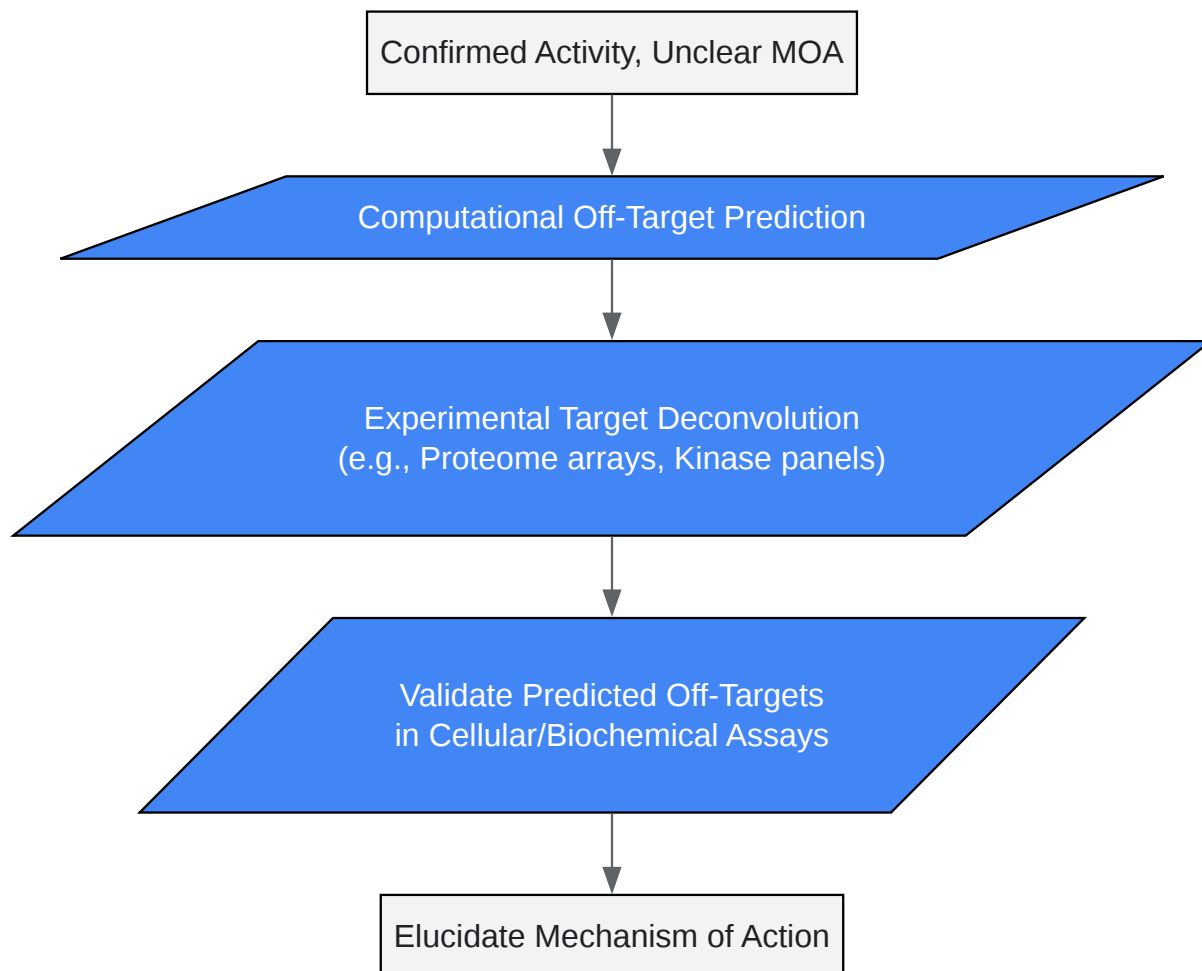 Confirmed Activity, Unclear MOA
Computational Off-Target Prediction
Experimental Target Deconvolution
(e.g., Proteome arrays, Kinase panels)
Validate Predicted Off-Targets
in Cellular/Biochemical Assays
Elucidate Mechanism of Action